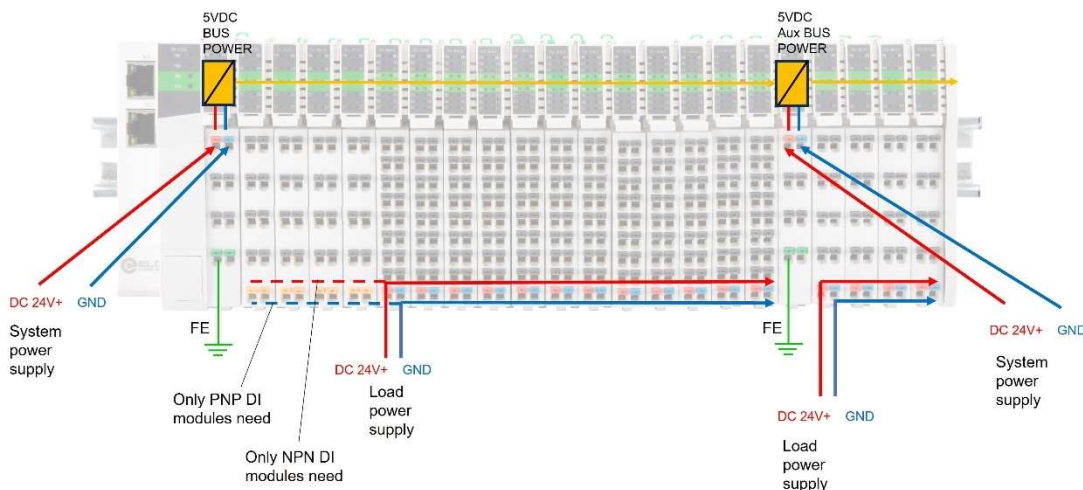 5VDC
BUS
POWER
5VDC
Aux BUS
POWER
DC 24V+ GND
System
power
supply
FE
Only PNP DI
modules need
Only NPN DI
modules need
DC 24V+ GND
Load
power
supply
FE
DC 24V+ GND
System
power
supply
DC 24V+ GND
Load
power
supply